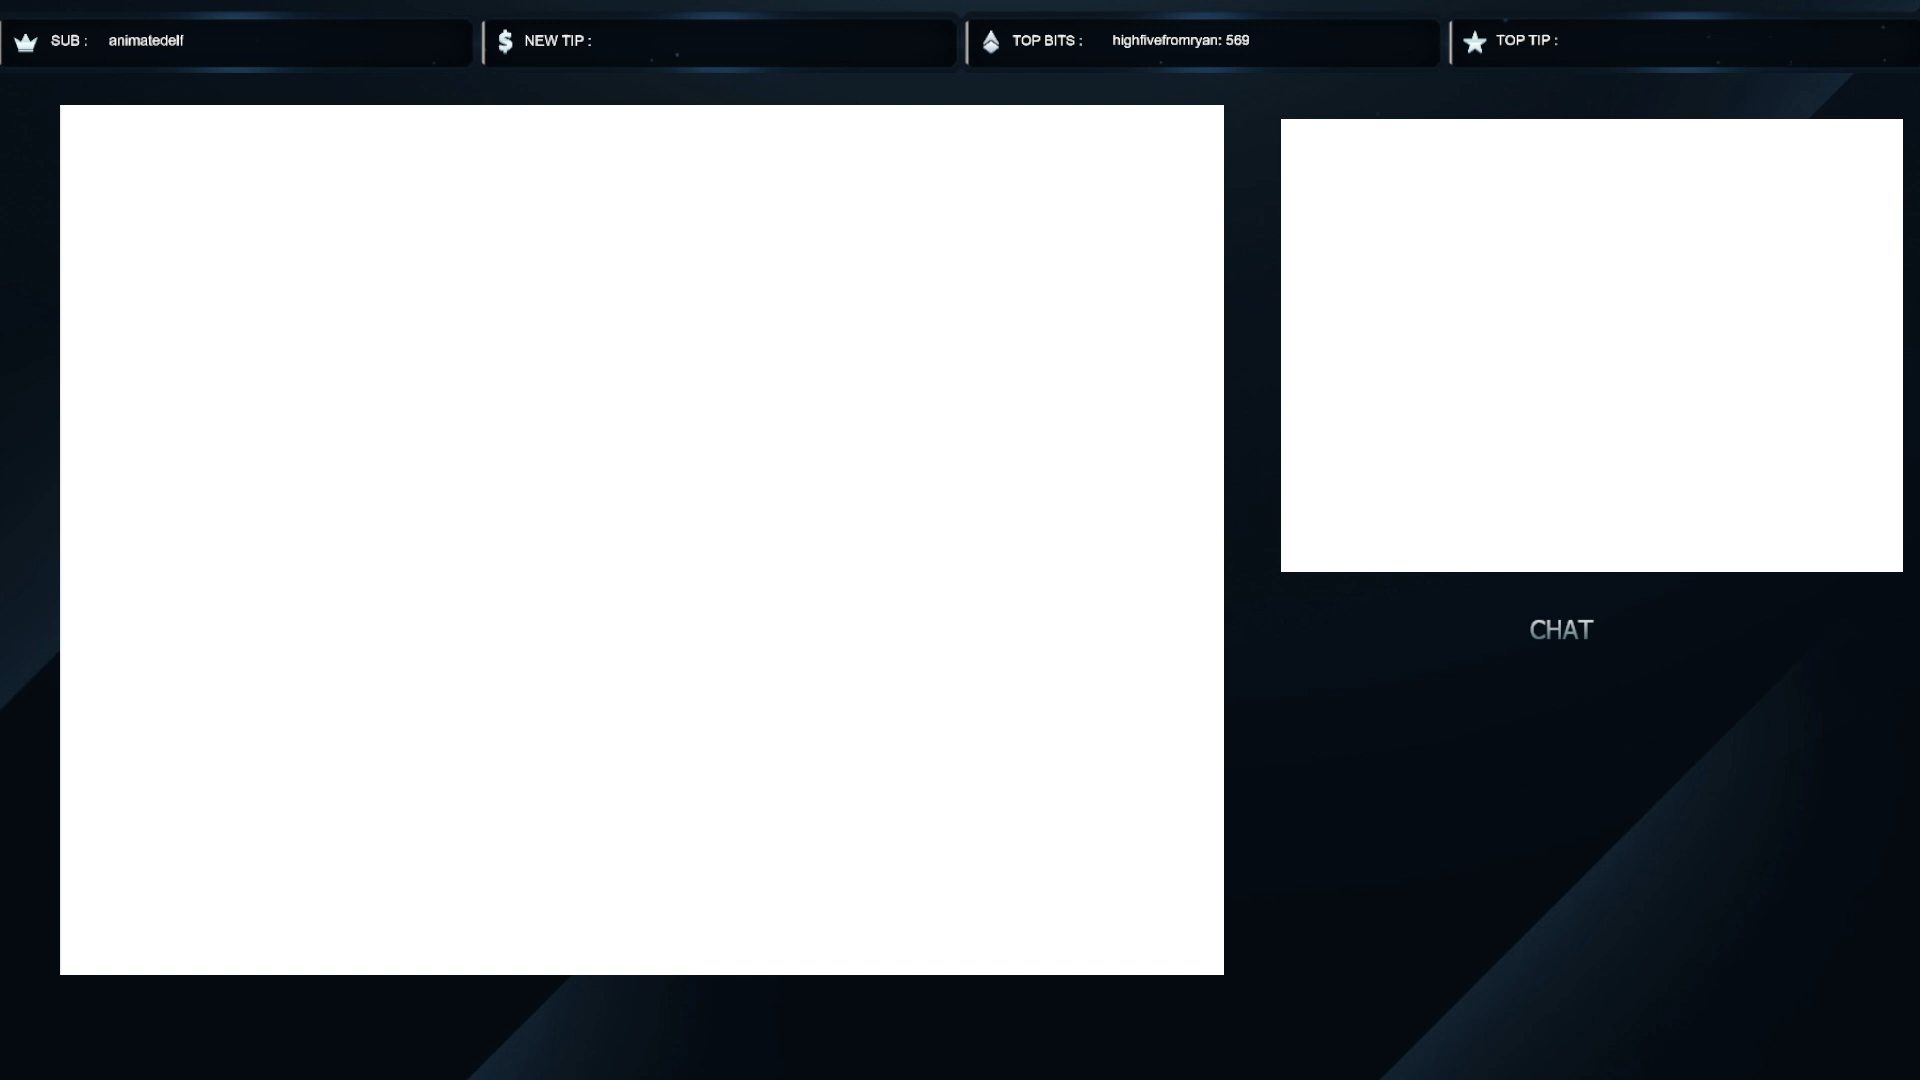 SUB : animatedelf
NEW TIP :
TOP BITS : highfivefromryan: 569
TOP TIP :
CHAT